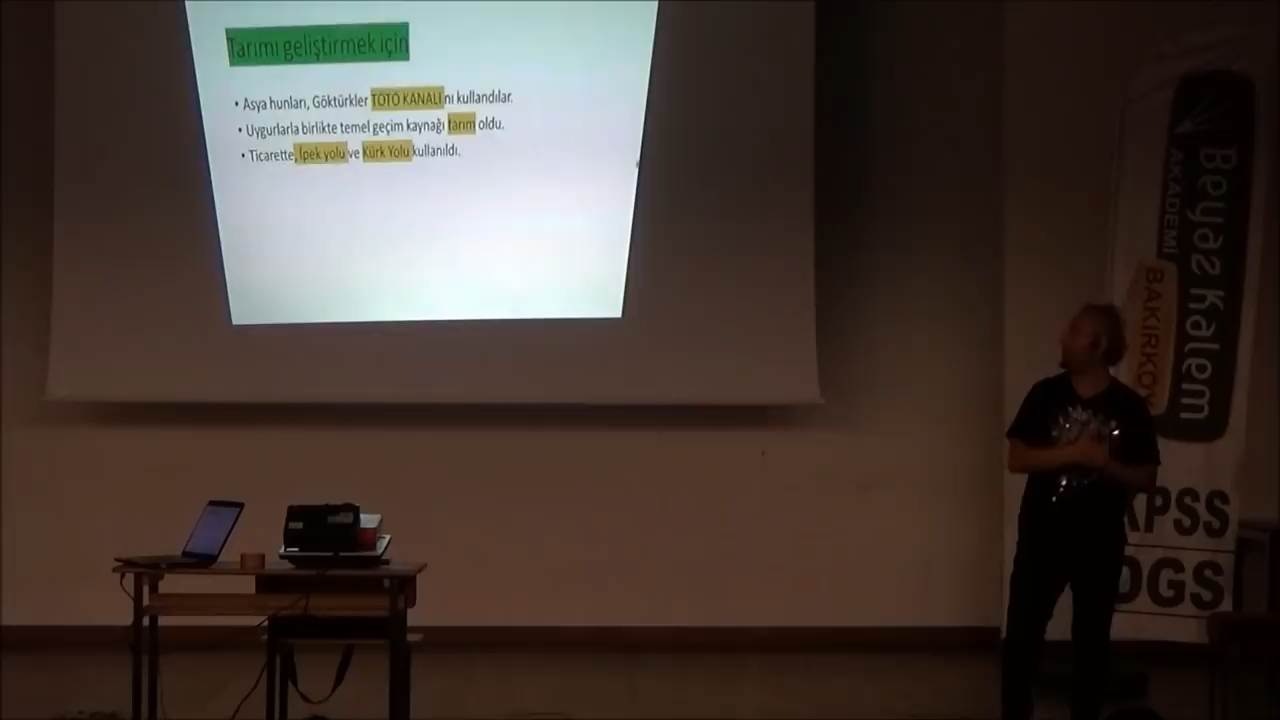 Tarımı geliştirmek için
• Asya hunları, Göktürkler TÖTÖ KANALI nı kullandılar.
• Uygurlarla birlikte temel geçim kaynağı tarım oldu.
• Ticarette, İpek yolu ve Kürk Yolu kullanıldı.
Beyaz Kalem
AKADEMİ
BAKIRKÖY
KPSS
DGS